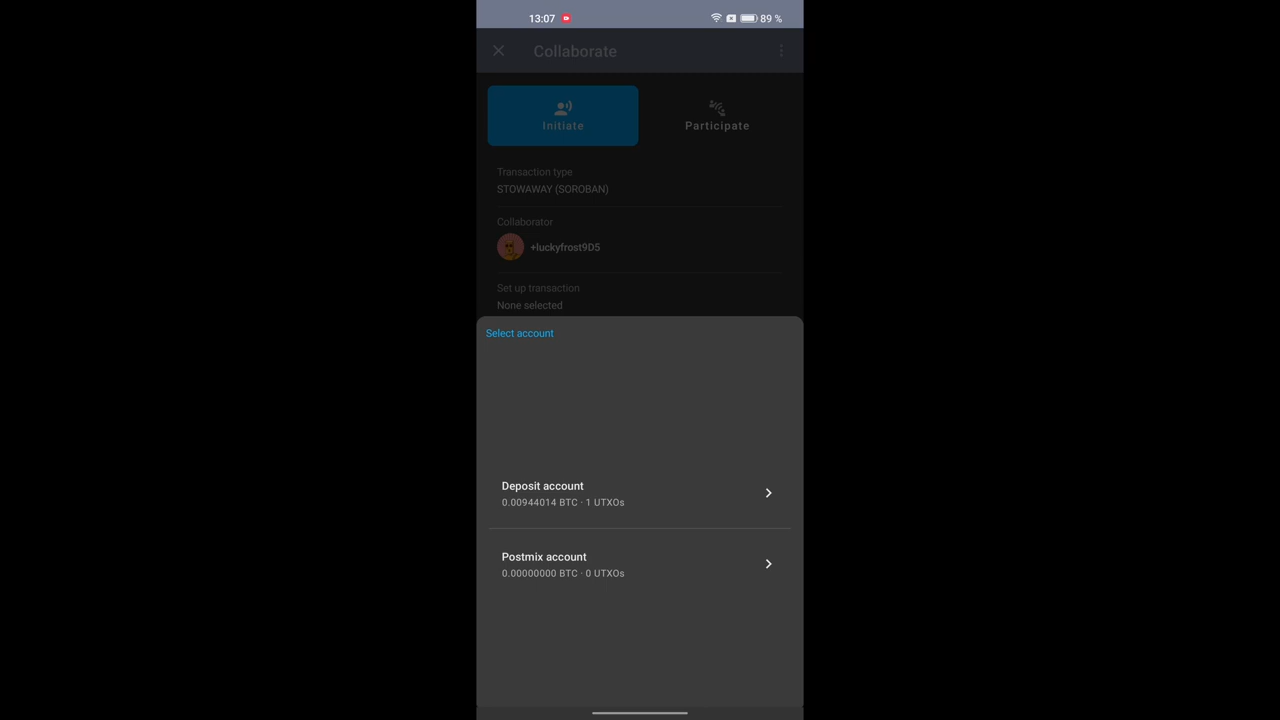 13:07
89 %
Collaborate
Initiate
Participate
Transaction type
STOWAWAY (SOROBAN)
Collaborator
+luckyfrost9D5
Set up transaction
None selected
Select account
Deposit account
0.00944014 BTC · 1 UTXOs
Postmix account
0.00000000 BTC · 0 UTXOs